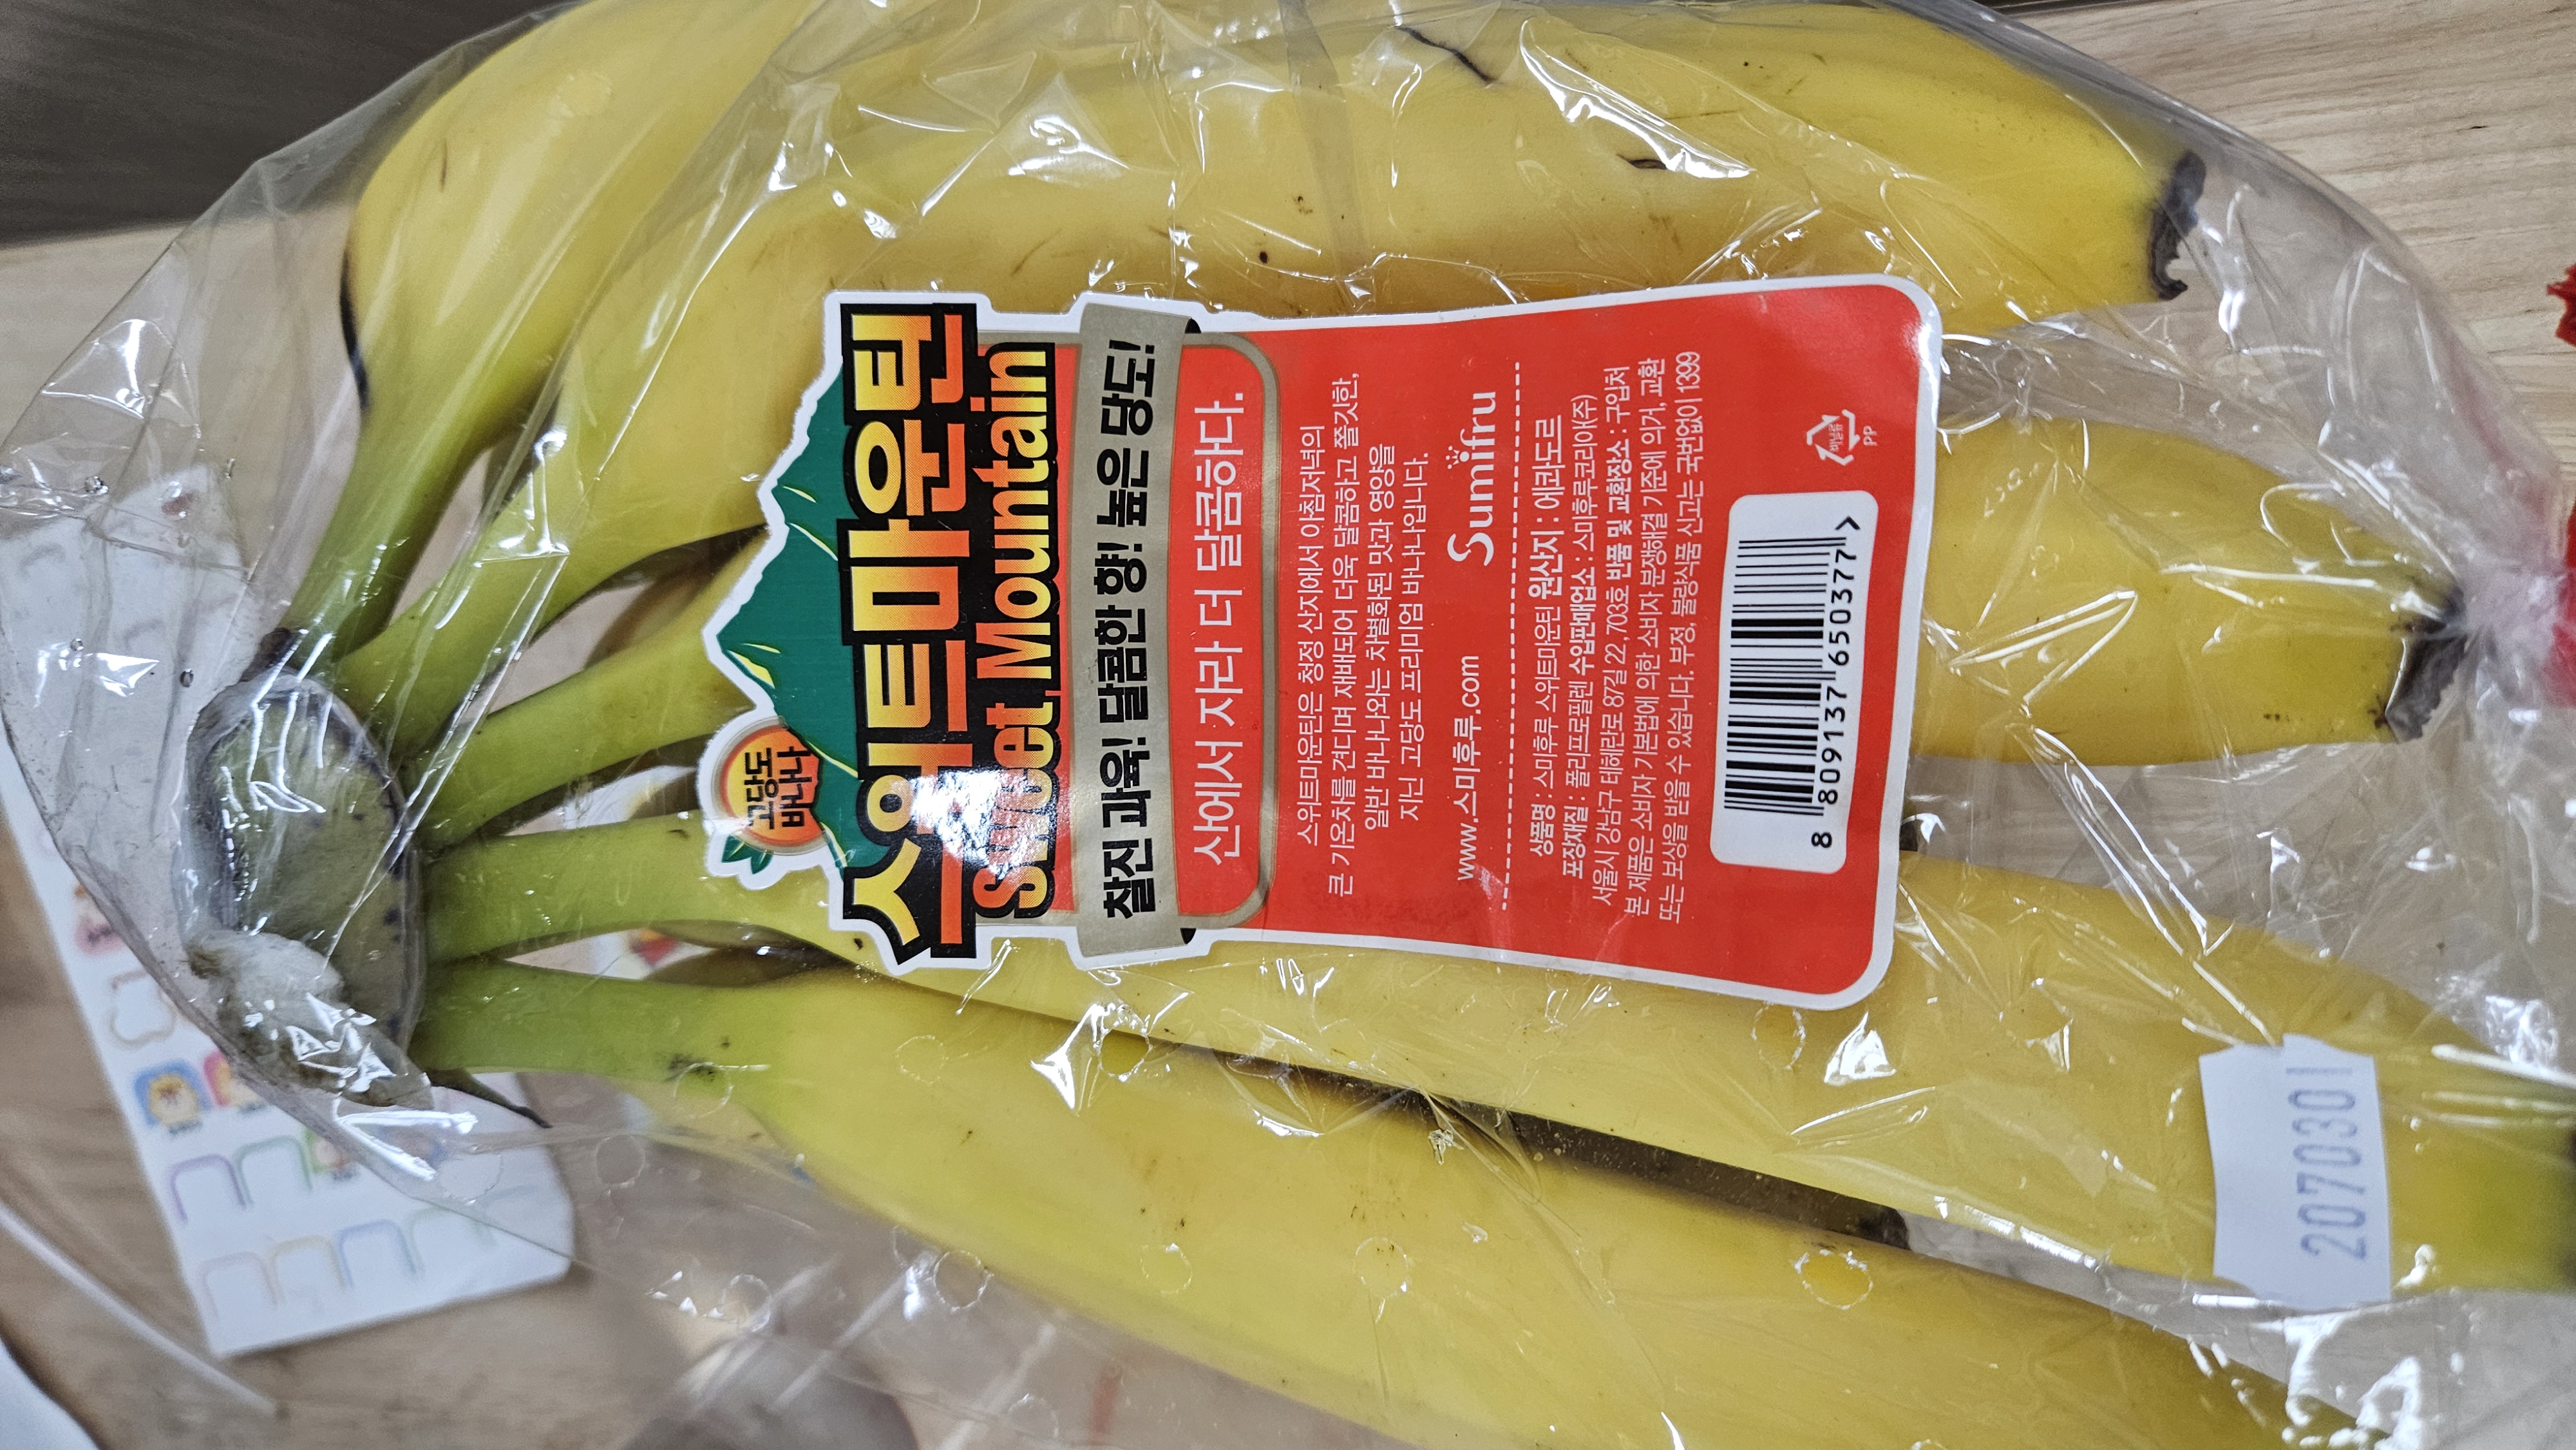 고당도
바나나
스위트마운틴
Sweet Mountain
찰진 과육! 달콤한 향! 높은 당도!
산에서 자라 더 달콤하다.
스위트마운틴은 청정 산지에서 아침저녁의
큰 기온차를 견디며 재배되어 더욱 달콤하고 쫄깃한,
일반 바나나와는 차별화된 맛과 영양을
지닌 고당도 프리미엄 바나나입니다.
www.스미후루.com Sumifru
상품명 : 스미후루 스위트마운틴 원산지 : 에콰도르
포장재질 : 폴리프로필렌 수입판매업소 : 스미후루코리아(주)
서울시 강남구 테헤란로 87길 22, 703호 반품 및 교환장소 : 구입처
본 제품은 소비자 기본법에 의한 소비자 분쟁해결 기준에 의거, 교환
또는 보상을 받을 수 있습니다. 부정, 불량식품 신고는 국번없이 1399
8 809137 650377 >
비닐류
PP
2070301